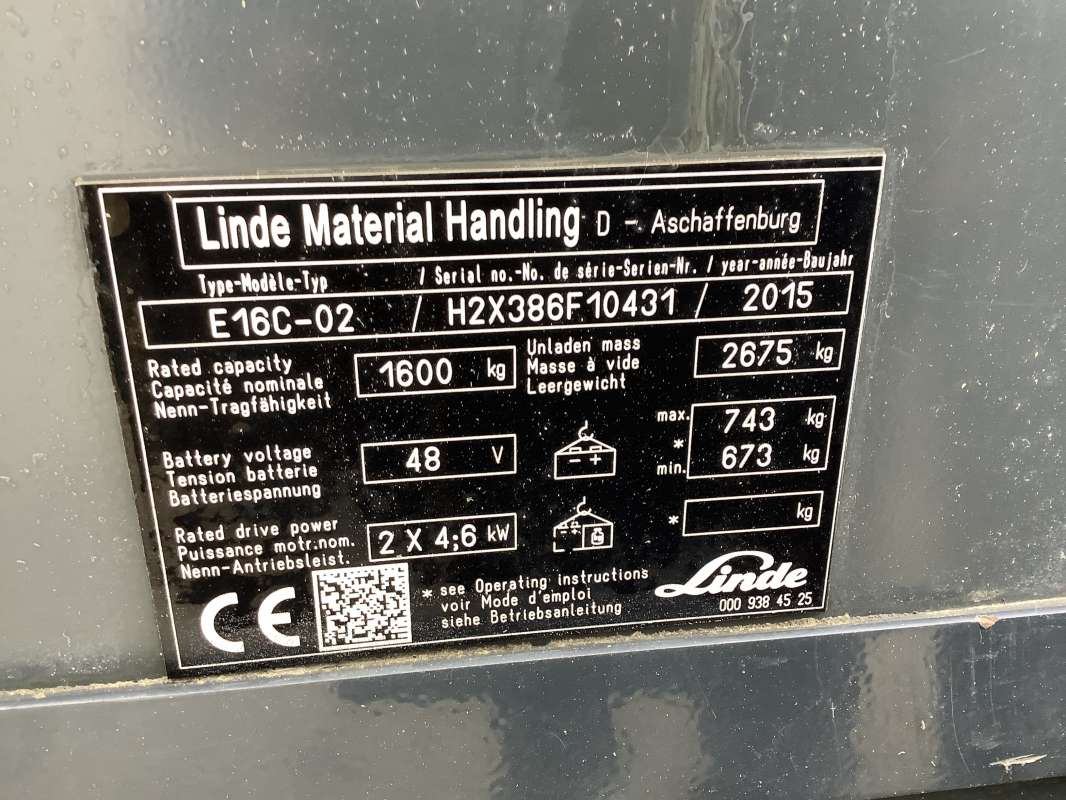 Linde Material Handling D - Aschaffenburg
Type-Modèle-Typ / Serial no.-No. de série-Serien-Nr. / year-année-Baujahr
E16C-02 / H2X386F10431 / 2015
Rated capacity
Capacité nominale
Nenn-Tragfähigkeit
1600 kg
Unladen mass
Masse à vide
Leergewicht
2675 kg
Battery voltage
Tension batterie
Batteriespannung
48 V
max. 743 kg
*
min. 673 kg
Rated drive power
Puissance motr.nom.
Nenn-Antriebsleist.
2 X 4;6 kW
* kg
CE
* see Operating instructions
voir Mode d'emploi
siehe Betriebsanleitung
Linde
000 938 45 25